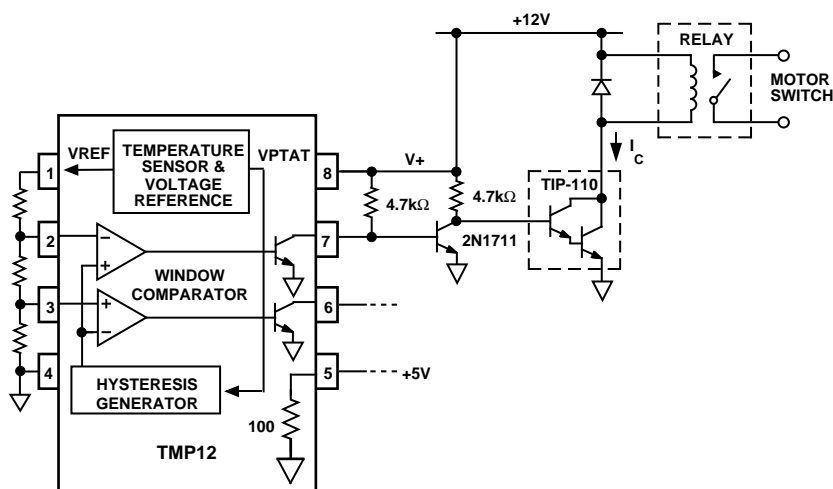 +12V
RELAY
MOTOR
SWITCH
I C
TIP-110
V+
4.7kΩ
4.7kΩ
2N1711
VREF
TEMPERATURE
SENSOR &
VOLTAGE
REFERENCE
VPTAT
1
8
2
7
WINDOW
COMPARATOR
3
6
4
5
+5V
HYSTERESIS
GENERATOR
100
TMP12
−
+
+
−